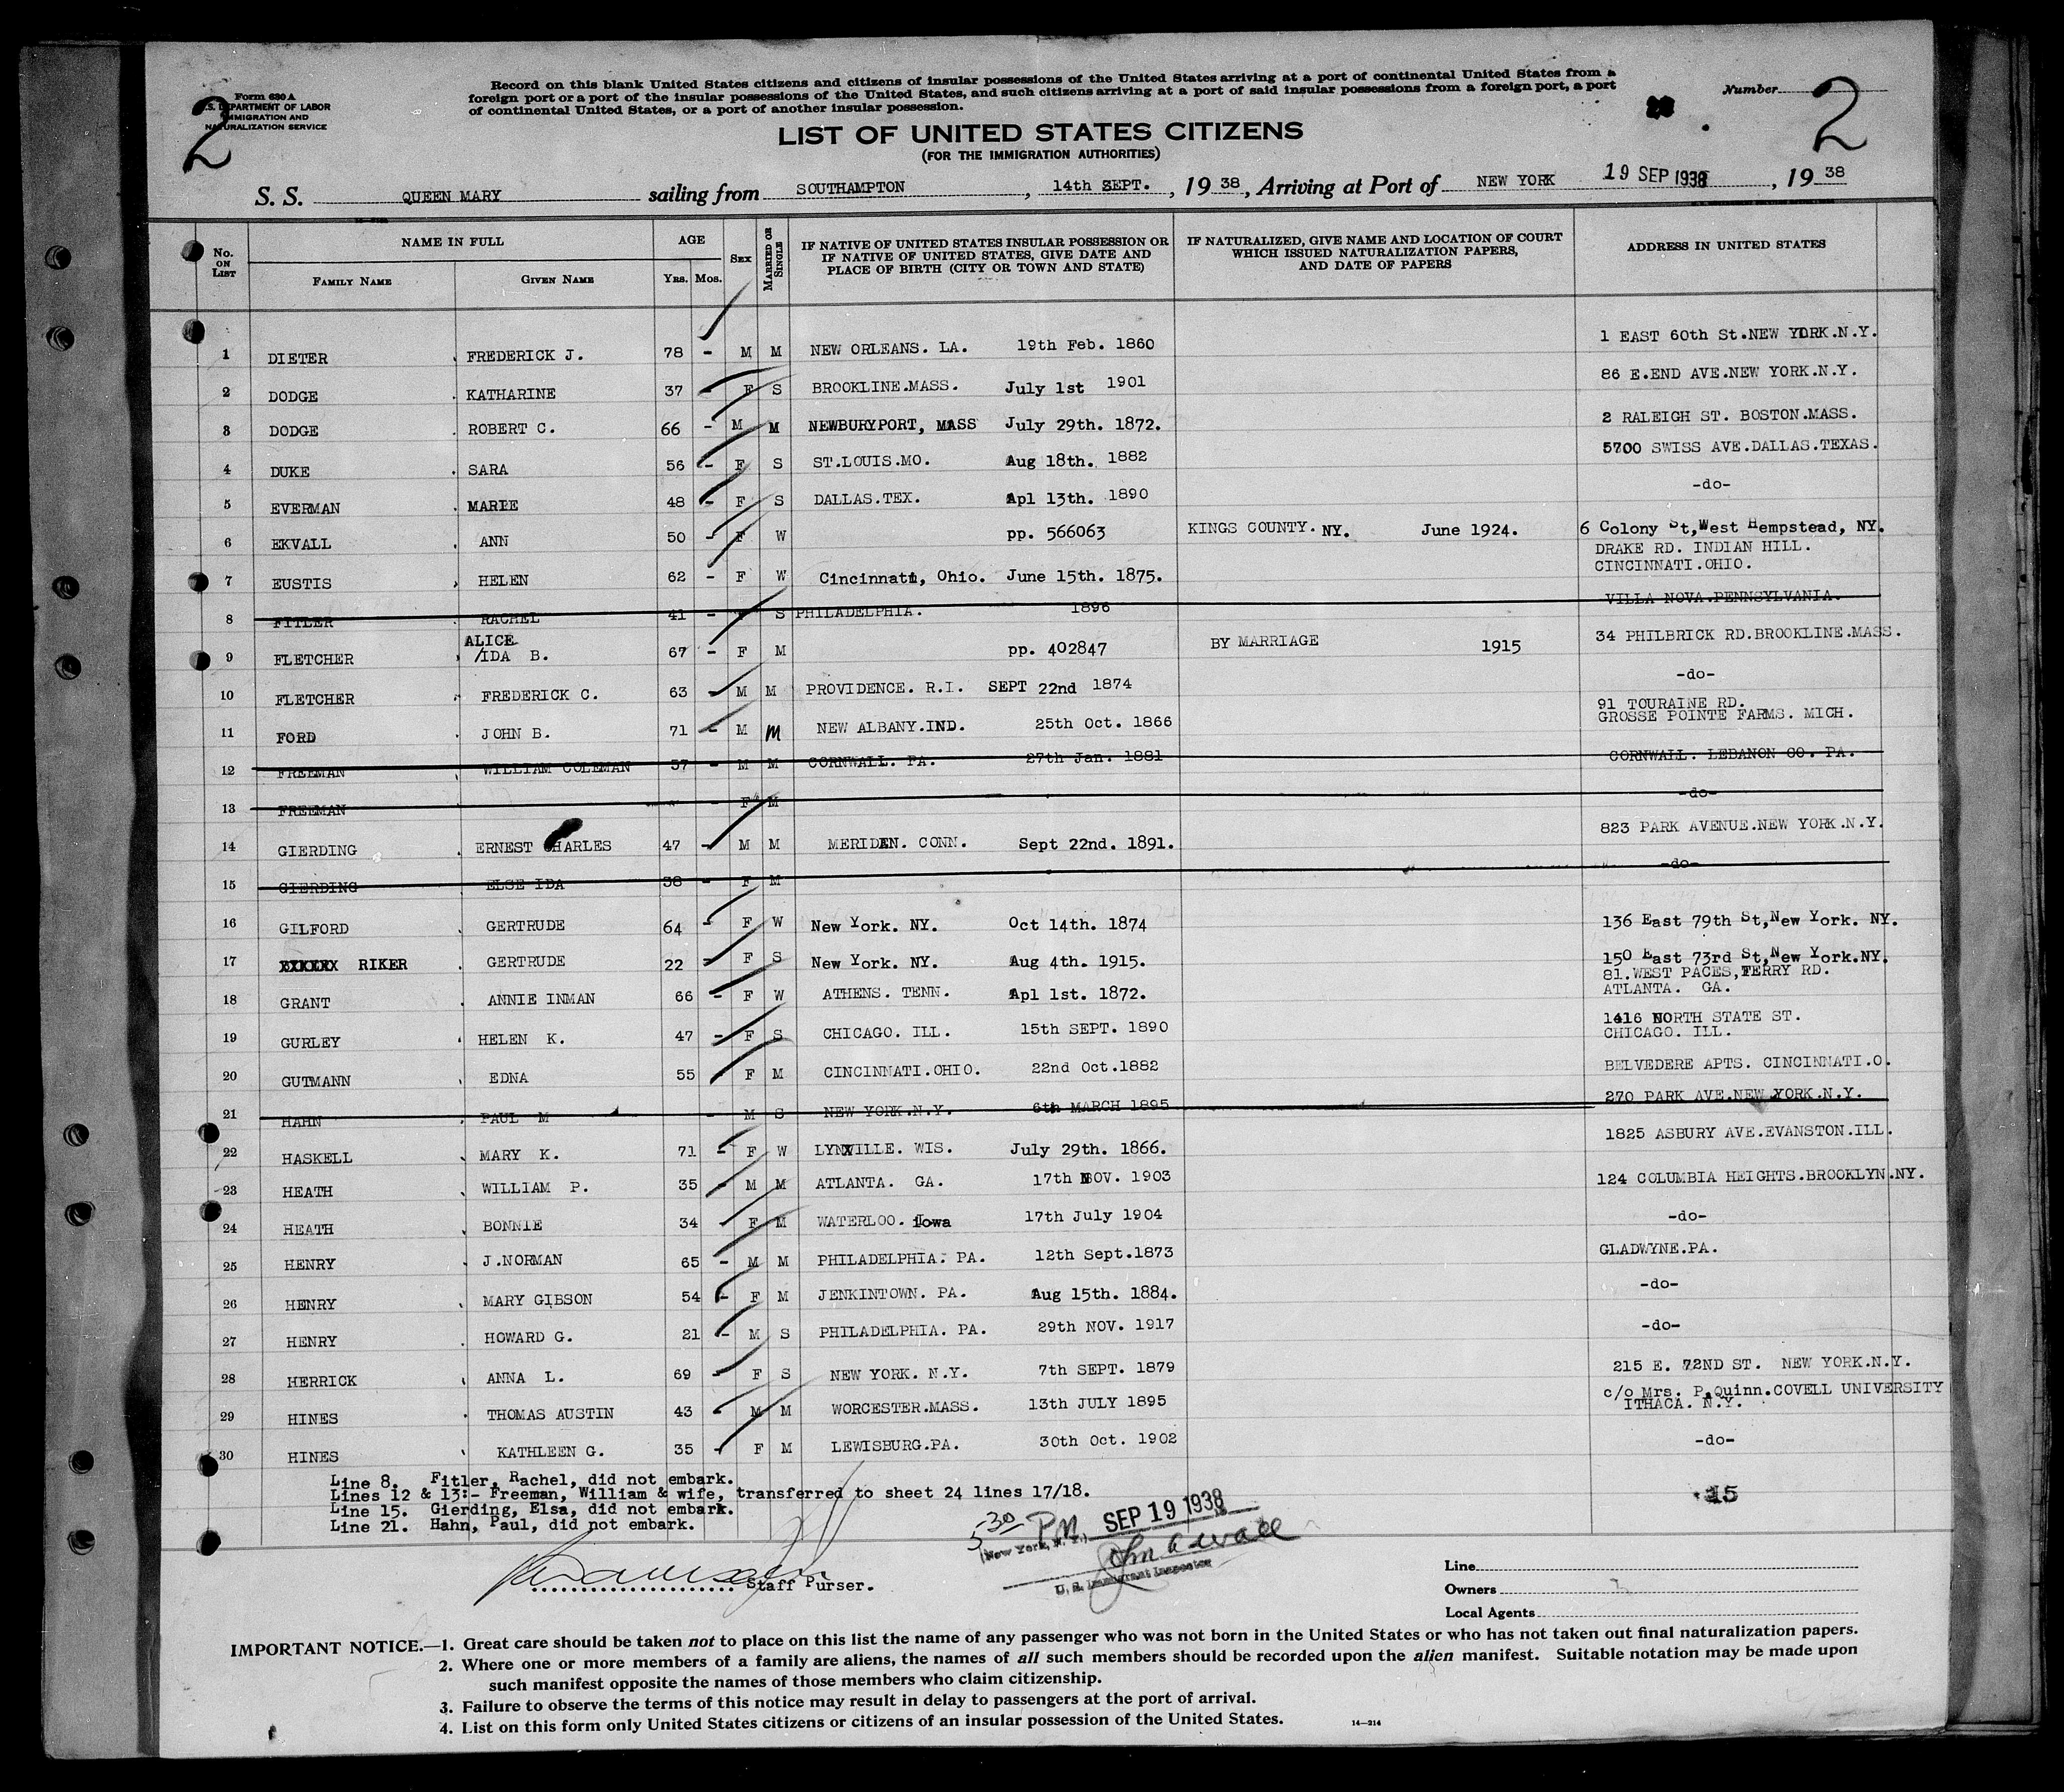 Form 630 A
U.S. DEPARTMENT OF LABOR
IMMIGRATION AND
NATURALIZATION SERVICE
2
Record on this blank United States citizens and citizens of insular possessions of the United States arriving at a port of continental United States from a
foreign port or a port of the insular possessions of the United States, and such citizens arriving at a port of said insular possessions from a foreign port, a port
of continental United States, or a port of another insular possession.
Number
2
LIST OF UNITED STATES CITIZENS
(FOR THE IMMIGRATION AUTHORITIES)
S. S. QUEEN MARY sailing from SOUTHAMPTON, 14th SEPT., 19 38, Arriving at Port of NEW YORK 19 SEP 1938, 19 38
No. ON LIST NAME IN FULL AGE SEX MARRIED OR SINGLE IF NATIVE OF UNITED STATES INSULAR POSSESSION OR IF NATIVE OF UNITED STATES, GIVE DATE AND PLACE OF BIRTH (CITY OR TOWN AND STATE) IF NATURALIZED, GIVE NAME AND LOCATION OF COURT WHICH ISSUED NATURALIZATION PAPERS, AND DATE OF PAPERS ADDRESS IN UNITED STATES
FAMILY NAME GIVEN NAME YRS. MOS.
1 DIETER FREDERICK J. 78 - M M NEW ORLEANS. LA. 19th Feb. 1860 1 EAST 60th St.NEW YORK.N.Y.
2 DODGE KATHARINE 37 - F S BROOKLINE.MASS. July 1st 1901 86 E.END AVE.NEW YORK.N.Y.
3 DODGE ROBERT C. 66 - M M NEWBURYPORT, MASS July 29th. 1872. 2 RALEIGH ST. BOSTON.MASS.
4 DUKE SARA 56 - F S ST.LOUIS.MO. Aug 18th. 1882 5700 SWISS AVE.DALLAS.TEXAS.
5 EVERMAN MARIE 48 - F S DALLAS.TEX. Apl 13th. 1890 -do-
6 EKVALL ANN 50 - F W pp. 566063 KINGS COUNTY. NY. June 1924. 6 Colony St,West Hempstead, NY.
7 EUSTIS HELEN 62 - F W Cincinnati, Ohio. June 15th. 1875. DRAKE RD. INDIAN HILL.
CINCINNATI.OHIO.
8 FITLER RACHEL 41 - F S PHILADELPHIA. 1896 VILLA NOVA.PENNSYLVANIA.
ALICE
9 FLETCHER /IDA B. 67 - F M pp. 402847 BY MARRIAGE 1915 34 PHILBRICK RD.BROOKLINE.MASS.
10 FLETCHER FREDERICK C. 63 - M M PROVIDENCE. R.I. SEPT 22nd 1874 -do-
11 FORD JOHN B. 71 - M M NEW ALBANY.IND. 25th Oct. 1866 91 TOURAINE RD.
GROSSE POINTE FARMS. MICH.
12 FREEMAN WILLIAM COLEMAN 57 - M M CORNWALL. PA. 27th Jan. 1881 CORNWALL. LEBANON CO. PA.
13 FREEMAN - F M -do-
14 GIERDING ERNEST CHARLES 47 - M M MERIDEN. CONN. Sept 22nd. 1891. 823 PARK AVENUE.NEW YORK.N.Y.
15 GIERDING ELSE IDA 38 - F M -do-
16 GILFORD GERTRUDE 64 - F W New York. NY. Oct 14th. 1874 136 East 79th St,New York. NY.
17 XXXXXX RIKER GERTRUDE 22 - F S New York. NY. Aug 4th. 1915. 150 East 73rd St,New York.NY.
18 GRANT ANNIE INMAN 66 - F W ATHENS. TENN. Apl 1st. 1872. 81.WEST PACES,FERRY RD.
ATLANTA. GA.
19 GURLEY HELEN K. 47 - F S CHICAGO. ILL. 15th SEPT. 1890 1416 NORTH STATE ST.
CHICAGO. ILL.
20 GUTMANN EDNA 55 - F M CINCINNATI.OHIO. 22nd Oct.1882 BELVEDERE APTS. CINCINNATI.O.
21 HAHN PAUL M - M S NEW YORK.N.Y. 6th MARCH 1895 270 PARK AVE.NEW YORK.N.Y.
22 HASKELL MARY K. 71 - F W LYNXVILLE. WIS. July 29th. 1866. 1825 ASBURY AVE.EVANSTON.ILL.
23 HEATH WILLIAM P. 35 - M M ATLANTA. GA. 17th NOV. 1903 124 COLUMBIA HEIGHTS.BROOKLYN.NY.
24 HEATH BONNIE 34 - F M WATERLOO. Iowa 17th July 1904 -do-
25 HENRY J.NORMAN 65 - M M PHILADELPHIA. PA. 12th Sept.1873 GLADWYNE.PA.
26 HENRY MARY GIBSON 54 - F M JENKINTOWN. PA. Aug 15th. 1884. -do-
27 HENRY HOWARD G. 21 - M S PHILADELPHIA. PA. 29th NOV. 1917 -do-
28 HERRICK ANNA L. 69 - F S NEW YORK. N.Y. 7th SEPT. 1879 215 E. 72ND ST. NEW YORK.N.Y.
29 HINES THOMAS AUSTIN 43 - M M WORCESTER.MASS. 13th JULY 1895 c/o Mrs. P.Quinn.COVELL UNIVERSITY
ITHACA. N.Y.
30 HINES KATHLEEN G. 35 - F M LEWISBURG.PA. 30th Oct. 1902 -do-
Line 8. Fitler, Rachel, did not embark.
Lines 12 & 13:- Freeman, William & wife, transferred to sheet 24 lines 17/18.
Line 15. Gierding, Elsa, did not embark.
Line 21. Hahn, Paul, did not embark.
5-30 PM SEP 19 1938
(New York, N. Y.)
U. S. Immigrant Inspector
Staff Purser.
Line
Owners
Local Agents
IMPORTANT NOTICE.—1. Great care should be taken not to place on this list the name of any passenger who was not born in the United States or who has not taken out final naturalization papers.
2. Where one or more members of a family are aliens, the names of all such members should be recorded upon the alien manifest. Suitable notation may be made upon
such manifest opposite the names of those members who claim citizenship.
3. Failure to observe the terms of this notice may result in delay to passengers at the port of arrival.
4. List on this form only United States citizens or citizens of an insular possession of the United States.
14—214